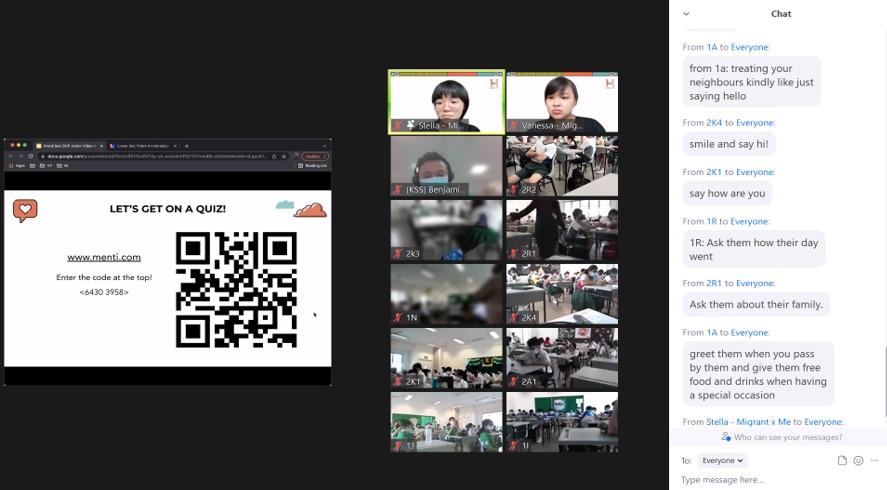 LET'S GET ON A QUIZ!
www.menti.com
Enter the code at the top!
<6430 3958>
Stella - Mi...
Vanessa - Mig...
(KSS) Benjami...
2R2
2k3
2R1
1N
2K4
2K1
2A1
1J
1I
Chat
From 1A to Everyone:
from 1a: treating your
neighbours kindly like just
saying hello
From 2K4 to Everyone:
smile and say hi!
From 2K1 to Everyone:
say how are you
From 1R to Everyone:
1R: Ask them how their day
went
From 2R1 to Everyone:
Ask them about their family.
From 1A to Everyone:
greet them when you pass
by them and give them free
food and drinks when having
a special occasion
From Stella - Migrant x Me to Everyone:
Who can see your messages?
To: Everyone
Type message here...